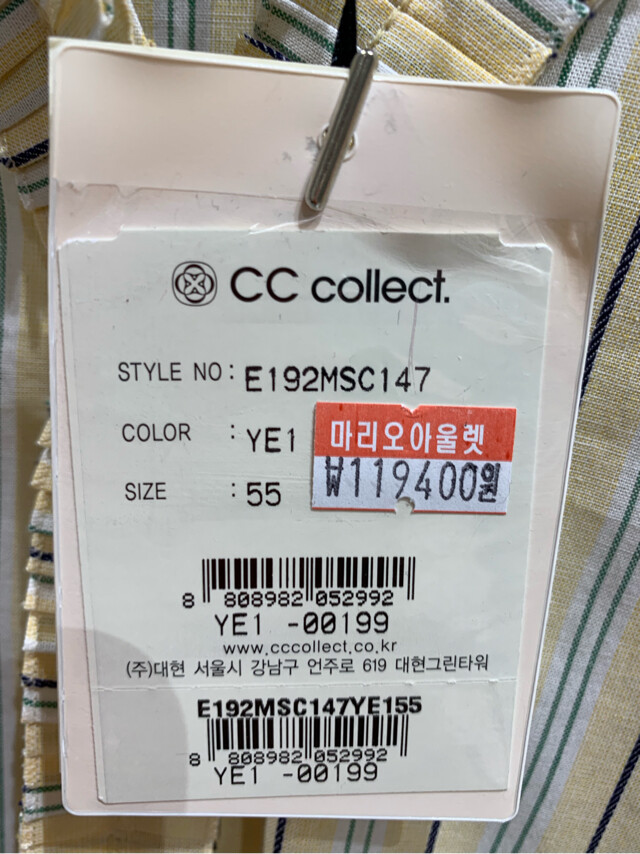 CC collect.
STYLE NO : E192MSC147
COLOR : YE1
마리오아울렛
₩119400원
SIZE : 55
8 808982 052992
YE1 -00199
www.cccollect.co.kr
(주)대현 서울시 강남구 언주로 619 대현그린타워
E192MSC147YE155
8 808982 052992
YE1 -00199